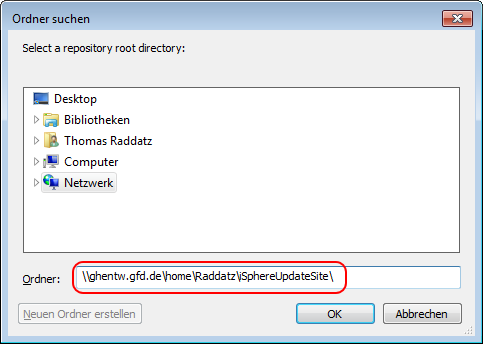 Ordner suchen
Select a repository root directory:
Desktop
Bibliotheken
Thomas Raddatz
Computer
Netzwerk
Ordner: \\ghentw.gfd.de\home\Raddatz\iSphereUpdateSite\
Neuen Ordner erstellen OK Abbrechen